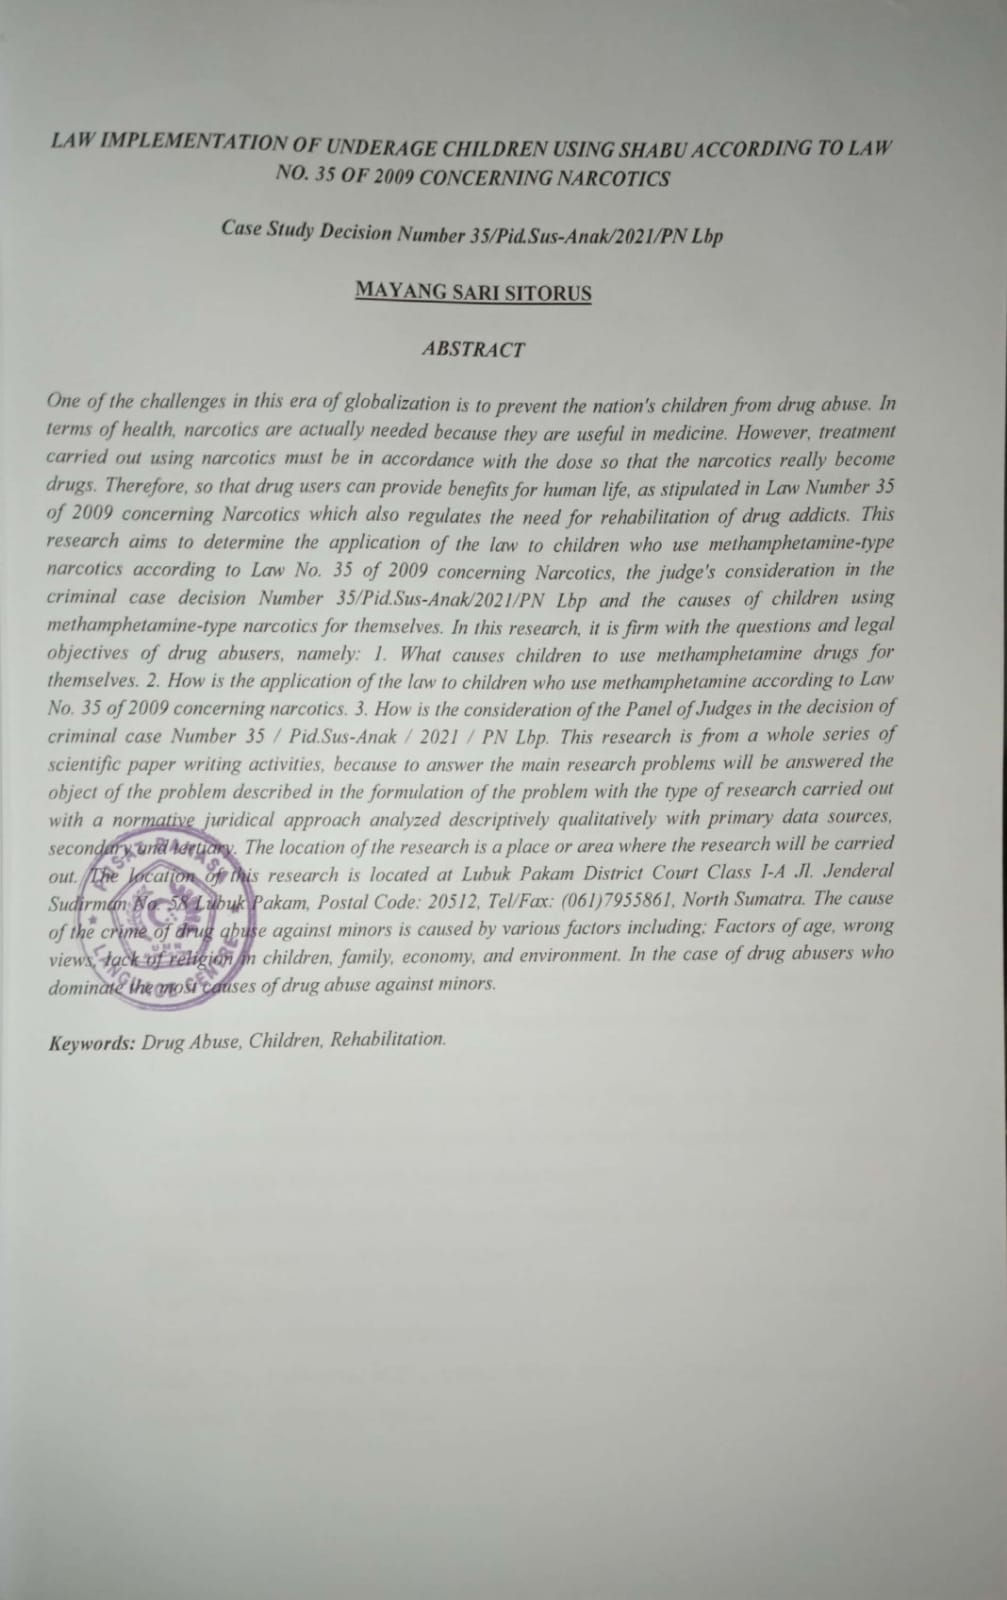 LAW IMPLEMENTATION OF UNDERAGE CHILDREN USING SHABU ACCORDING TO LAW
NO. 35 OF 2009 CONCERNING NARCOTICS
Case Study Decision Number 35/Pid.Sus-Anak/2021/PN Lbp
MAYANG SARI SITORUS
ABSTRACT
One of the challenges in this era of globalization is to prevent the nation's children from drug abuse. In
terms of health, narcotics are actually needed because they are useful in medicine. However, treatment
carried out using narcotics must be in accordance with the dose so that the narcotics really become
drugs. Therefore, so that drug users can provide benefits for human life, as stipulated in Law Number 35
of 2009 concerning Narcotics which also regulates the need for rehabilitation of drug addicts. This
research aims to determine the application of the law to children who use methamphetamine-type
narcotics according to Law No. 35 of 2009 concerning Narcotics, the judge's consideration in the
criminal case decision Number 35/Pid.Sus-Anak/2021/PN Lbp and the causes of children using
methamphetamine-type narcotics for themselves. In this research, it is firm with the questions and legal
objectives of drug abusers, namely: 1. What causes children to use methamphetamine drugs for
themselves. 2. How is the application of the law to children who use methamphetamine according to Law
No. 35 of 2009 concerning narcotics. 3. How is the consideration of the Panel of Judges in the decision of
criminal case Number 35 / Pid.Sus-Anak / 2021 / PN Lbp. This research is from a whole series of
scientific paper writing activities, because to answer the main research problems will be answered the
object of the problem described in the formulation of the problem with the type of research carried out
with a normative juridical approach analyzed descriptively qualitatively with primary data sources,
secondary und tertiary. The location of the research is a place or area where the research will be carried
out. The location of this research is located at Lubuk Pakam District Court Class I-A Jl. Jenderal
Sudirman No. 58 Lubuk Pakam, Postal Code: 20512, Tel/Fax: (061)7955861, North Sumatra. The cause
of the crime of drug abuse against minors is caused by various factors including; Factors of age, wrong
views, lack of religion in children, family, economy, and environment. In the case of drug abusers who
dominate the most causes of drug abuse against minors.
PUSAT BAHASA
UMN
LANGUAGE CENTRE
Keywords: Drug Abuse, Children, Rehabilitation.